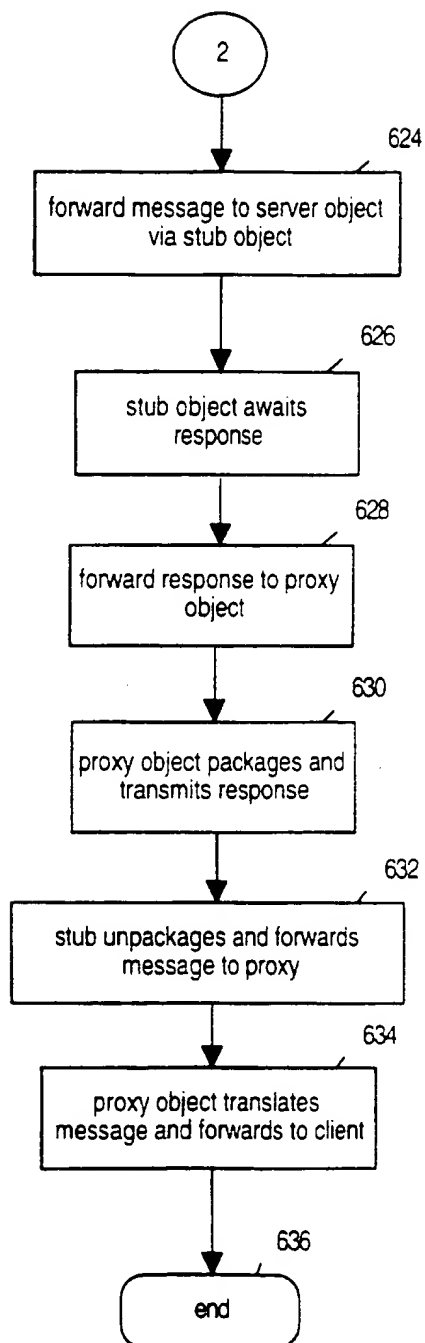 2
624
forward message to server object
via stub object
626
stub object awaits
response
628
forward response to proxy
object
630
proxy object packages and
transmits response
632
stub unpackages and forwards
message to proxy
634
proxy object translates
message and forwards to client
636
end